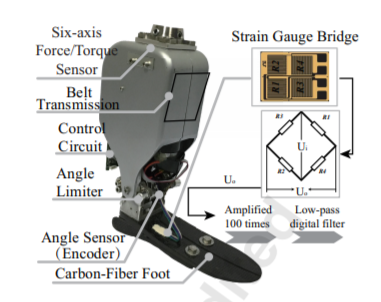 Six-axis
Force/Torque
Sensor
Belt
Transmission
Control
Circuit
Angle
Limiter
Angle Sensor
(Encoder)
Carbon-Fiber Foot
Strain Gauge Bridge
R2 R4
R1 R3
R3 R1
Ui
R2 R4
Uo
Uo
Amplified
100 times
Low-pass
digital filter